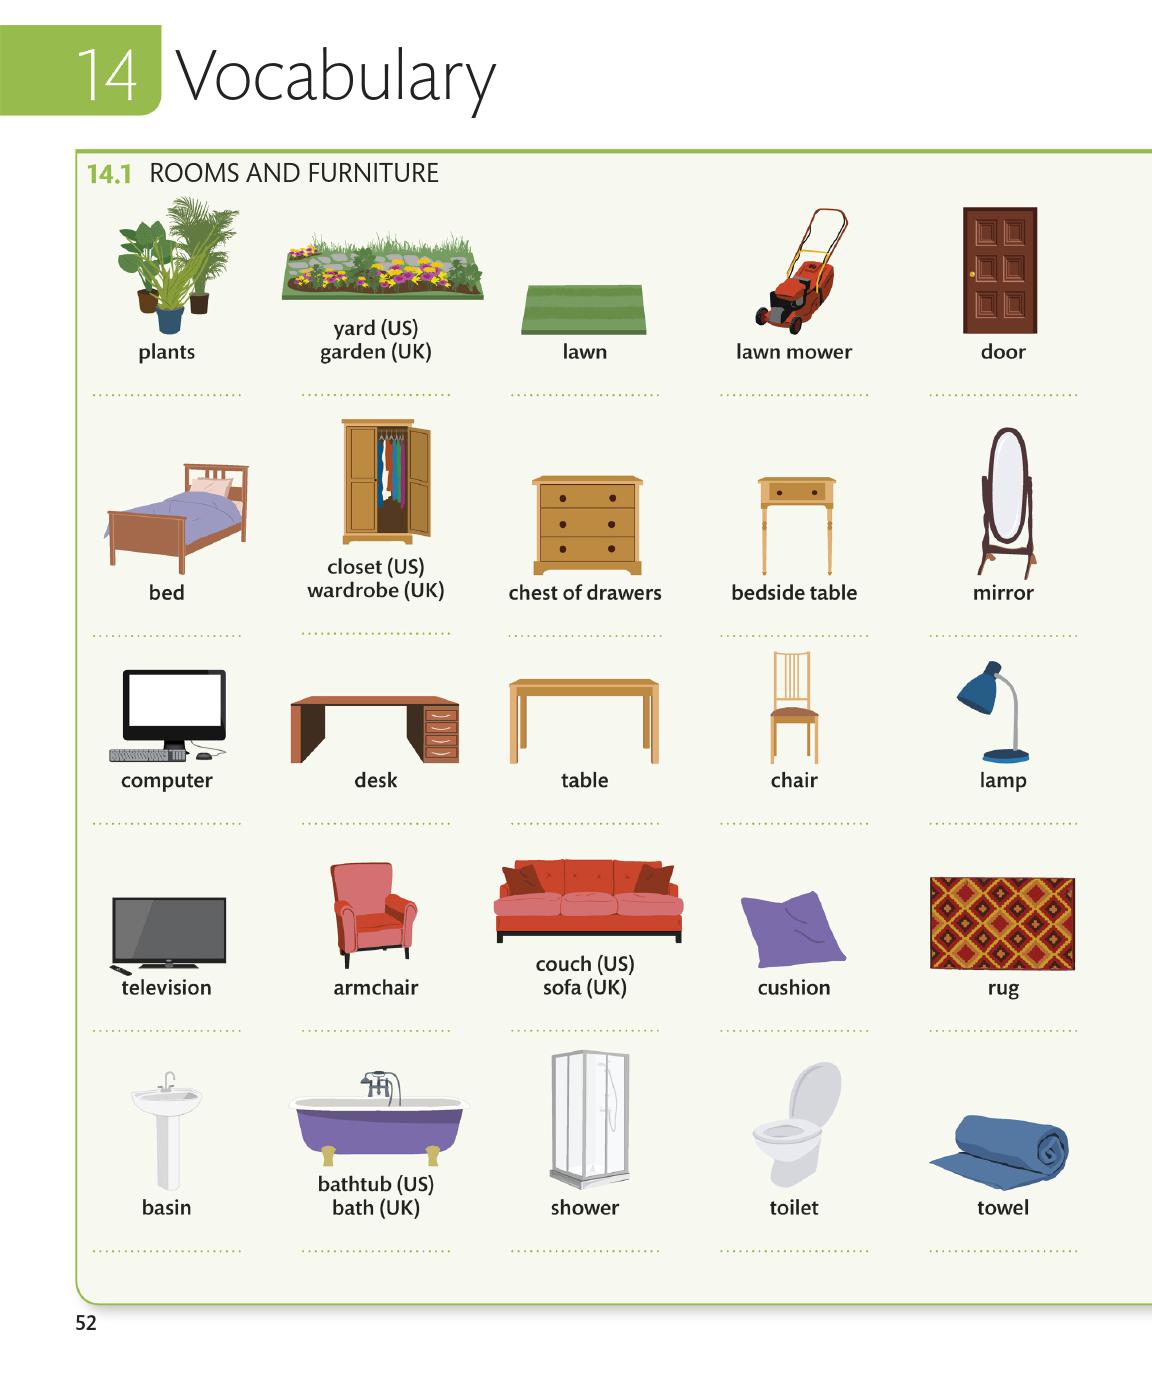 14 Vocabulary
14.1 ROOMS AND FURNITURE
plants
yard (US)
garden (UK)
lawn
lawn mower
door
bed
closet (US)
wardrobe (UK)
chest of drawers
bedside table
mirror
computer
desk
table
chair
lamp
television
armchair
couch (US)
sofa (UK)
cushion
rug
basin
bathtub (US)
bath (UK)
shower
toilet
towel
52